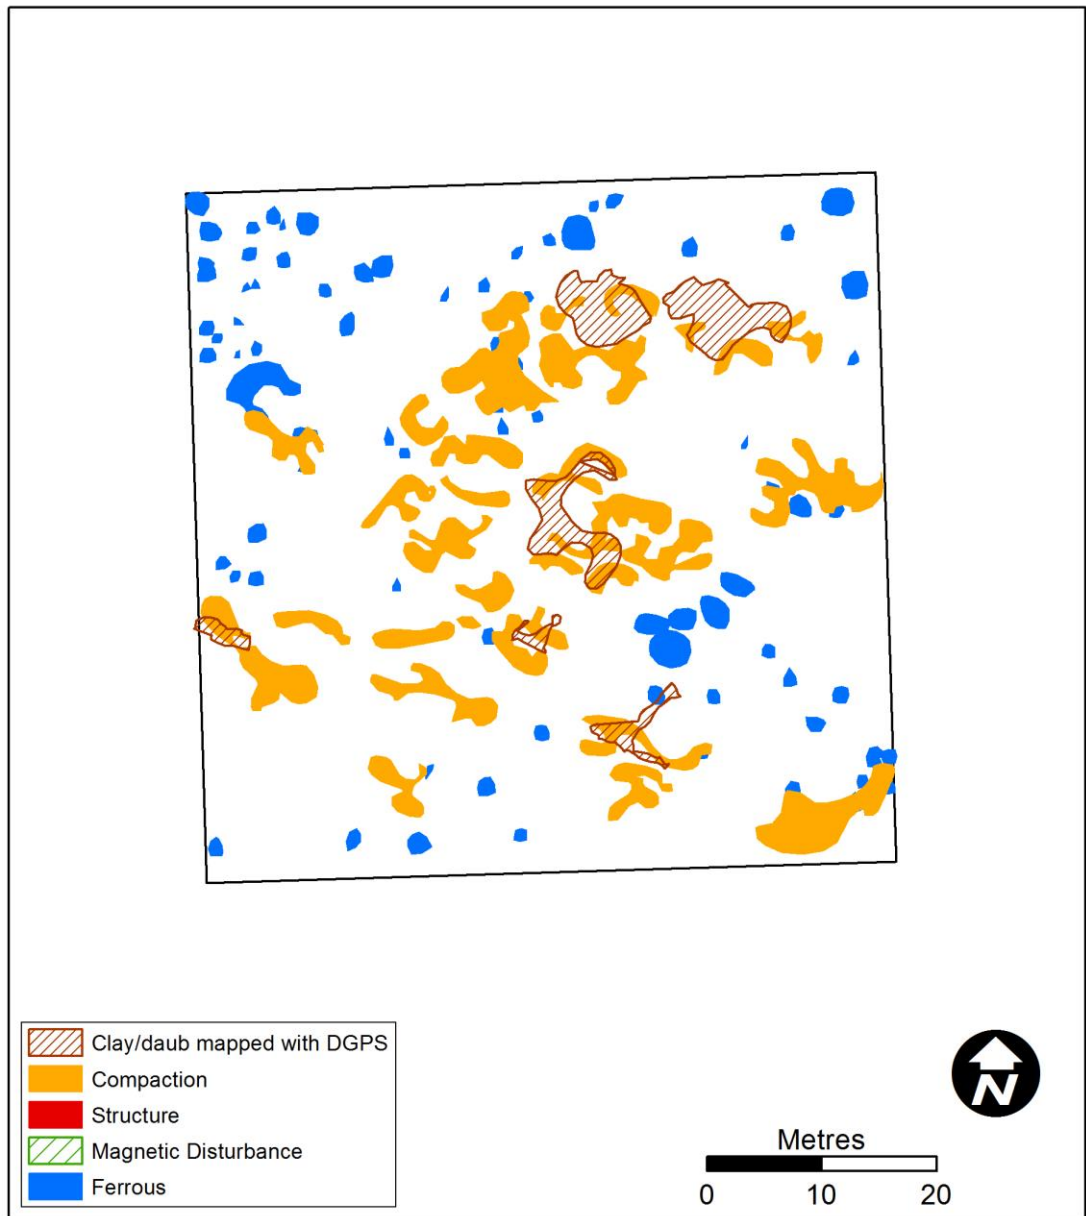 Clay/daub mapped with DGPS
Compaction
Structure
Magnetic Disturbance
Ferrous
N
Metres
0 10 20